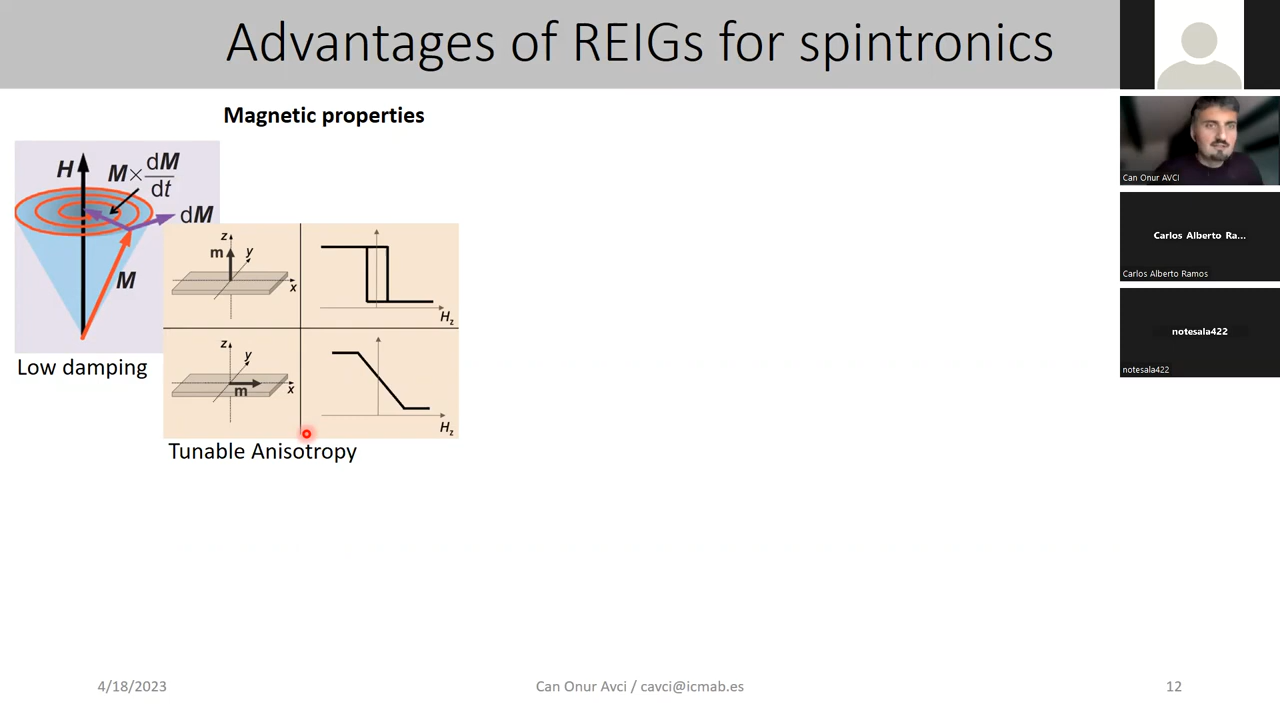 Advantages of REIGs for spintronics
Magnetic properties
H
M× dM/dt
dM
M
Low damping
z
y
m
x
Hz
z
y
m
x
Hz
Tunable Anisotropy
4/18/2023
Can Onur Avci / cavci@icmab.es
12
Can Onur AVCI
Carlos Alberto Ra...
Carlos Alberto Ramos
notesala422
notesala422